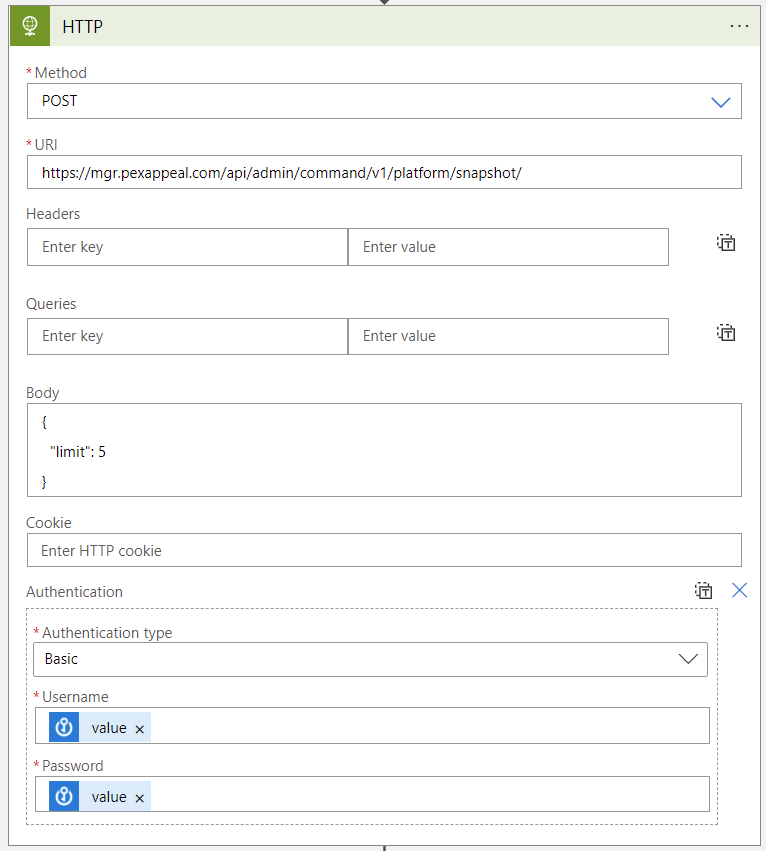 HTTP
* Method
POST
* URI
https://mgr.pexappeal.com/api/admin/command/v1/platform/snapshot/
Headers
Enter key Enter value
Queries
Enter key Enter value
Body
{
"limit": 5
}
Cookie
Enter HTTP cookie
Authentication
* Authentication type
Basic
* Username
value ×
* Password
value ×